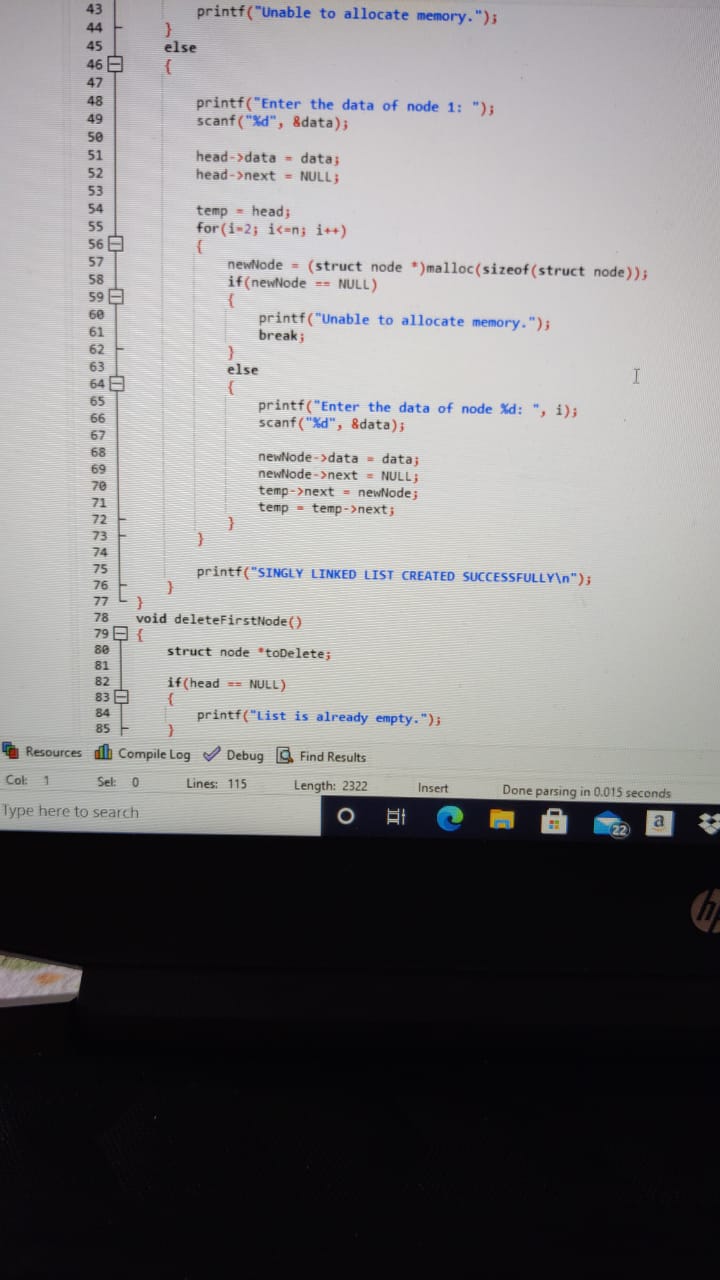 43 printf("Unable to allocate memory.");
44 }
45 else
46 {
47
48 printf("Enter the data of node 1: ");
49 scanf("%d", &data);
50
51 head->data = data;
52 head->next = NULL;
53
54 temp = head;
55 for(i=2; i<=n; i++)
56 {
57 newNode = (struct node *)malloc(sizeof(struct node));
58 if(newNode == NULL)
59 {
60 printf("Unable to allocate memory.");
61 break;
62 }
63 else
64 {
65 printf("Enter the data of node %d: ", i);
66 scanf("%d", &data);
67
68 newNode->data = data;
69 newNode->next = NULL;
70 temp->next = newNode;
71 temp = temp->next;
72 }
73 }
74
75 printf("SINGLY LINKED LIST CREATED SUCCESSFULLY\n");
76 }
77 }
78 void deleteFirstNode()
79 {
80 struct node *toDelete;
81
82 if(head == NULL)
83 {
84 printf("List is already empty.");
85 }
Resources Compile Log Debug Find Results
Col: 1 Sel: 0 Lines: 115 Length: 2322 Insert Done parsing in 0.015 seconds
Type here to search 22 a
hp